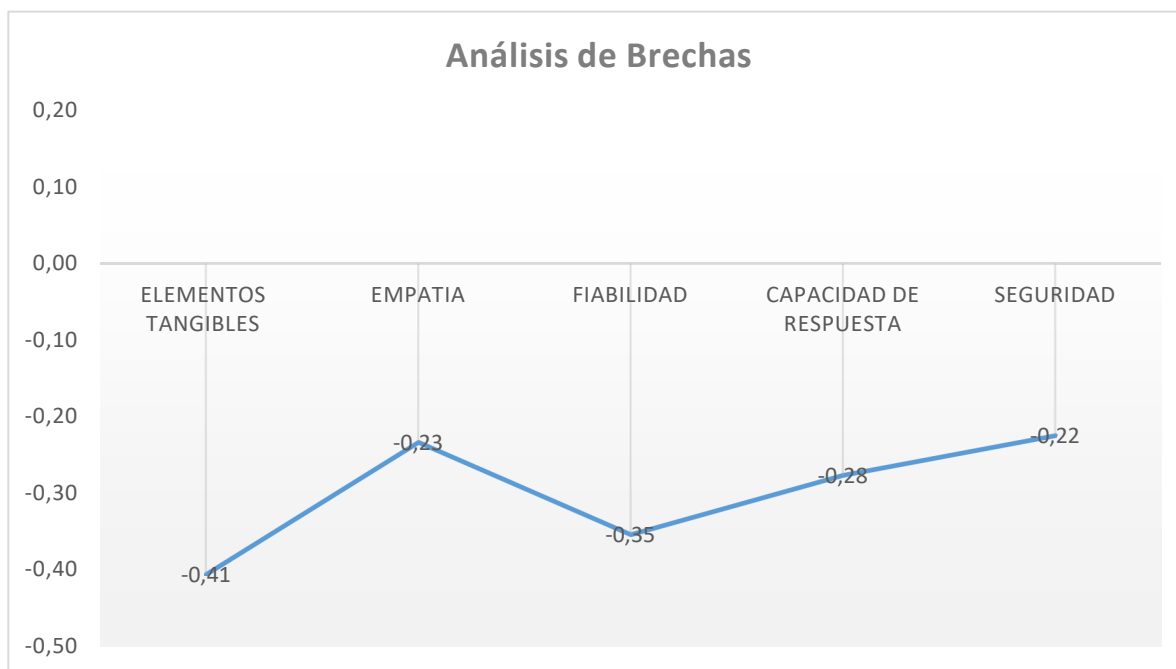 Análisis de Brechas
0,20
0,10
0,00
ELEMENTOS
TANGIBLES
EMPATIA
FIABILIDAD
CAPACIDAD DE
RESPUESTA
SEGURIDAD
-0,10
-0,20
-0,23
-0,22
-0,28
-0,30
-0,35
-0,40
-0,41
-0,50